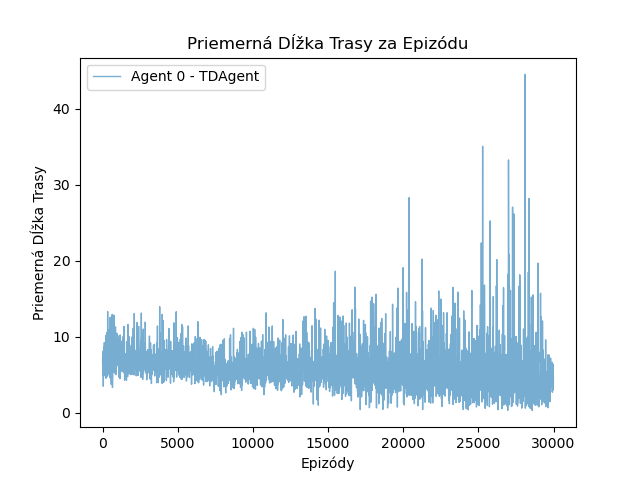 Priemerná Dĺžka Trasy za Epizódu
Agent 0 - TDAgent
Priemerná Dĺžka Trasy
40
30
20
10
0
0 5000 10000 15000 20000 25000 30000
Epizódy